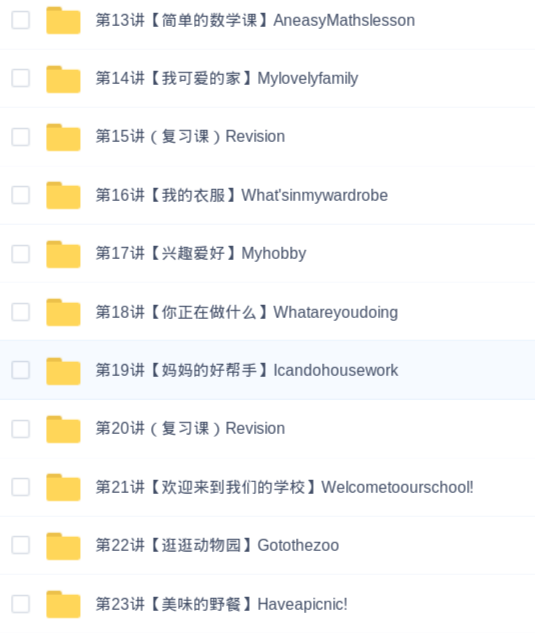 第13讲【简单的数学课】AneasyMathslesson
第14讲【我可爱的家】Mylovelyfamily
第15讲（复习课）Revision
第16讲【我的衣服】What'sinmywardrobe
第17讲【兴趣爱好】Myhobby
第18讲【你正在做什么】Whatareyoudoing
第19讲【妈妈的好帮手】Icandohousework
第20讲（复习课）Revision
第21讲【欢迎来到我们的学校】Welcometoourschool!
第22讲【逛逛动物园】Gotothezoo
第23讲【美味的野餐】Haveapicnic!